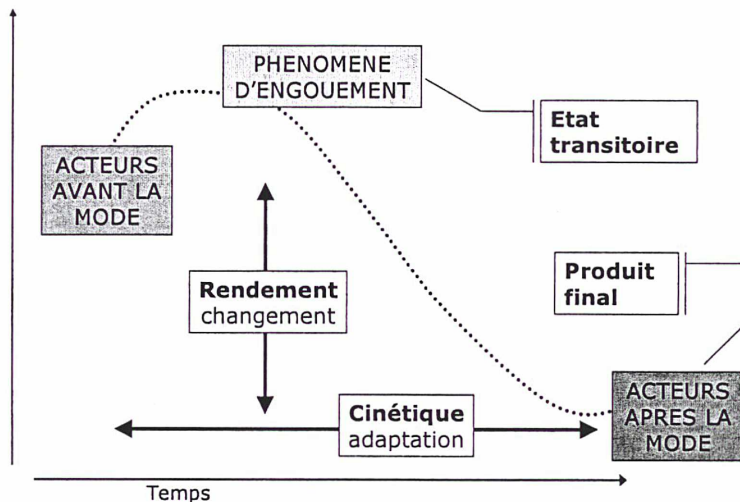 PHENOMENE
D'ENGOUEMENT
Etat
transitoire
ACTEURS
AVANT LA
MODE
Produit
final
Rendement
changement
ACTEURS
APRES LA
MODE
Cinétique
adaptation
Temps